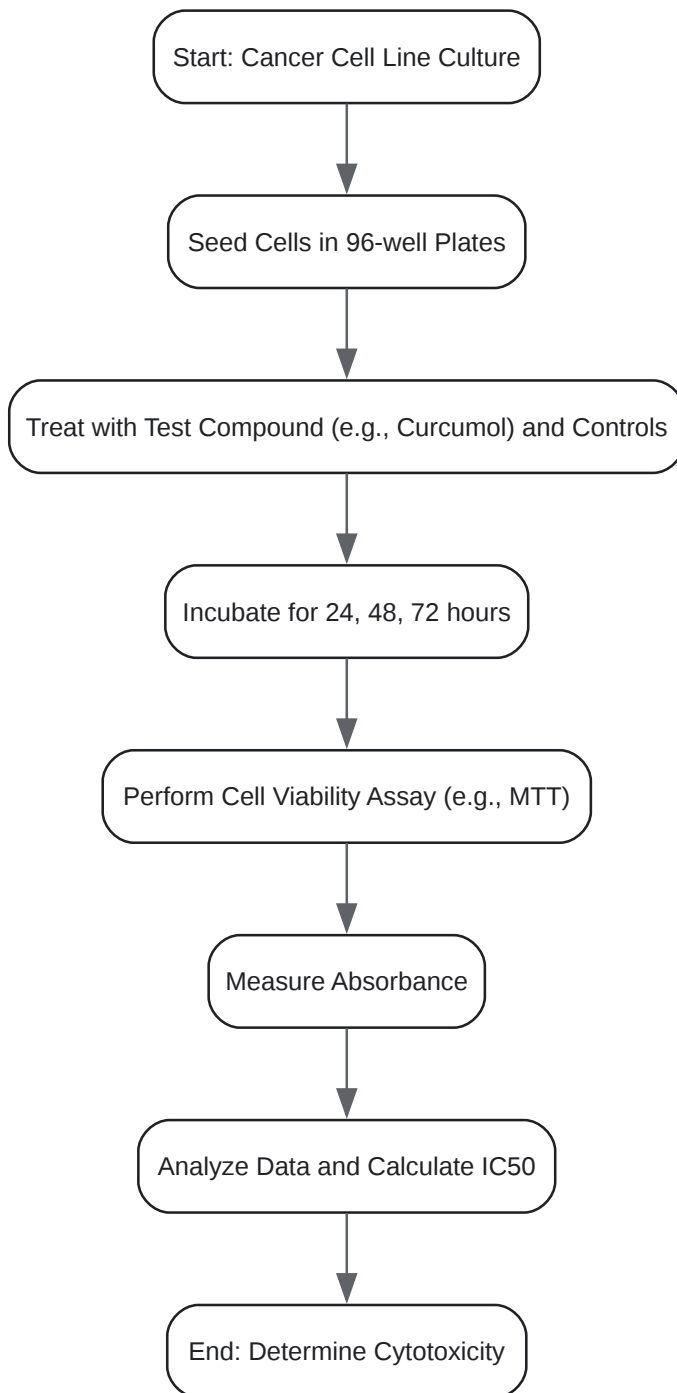 Start: Cancer Cell Line Culture
Seed Cells in 96-well Plates
Treat with Test Compound (e.g., Curcumol) and Controls
Incubate for 24, 48, 72 hours
Perform Cell Viability Assay (e.g., MTT)
Measure Absorbance
Analyze Data and Calculate IC50
End: Determine Cytotoxicity